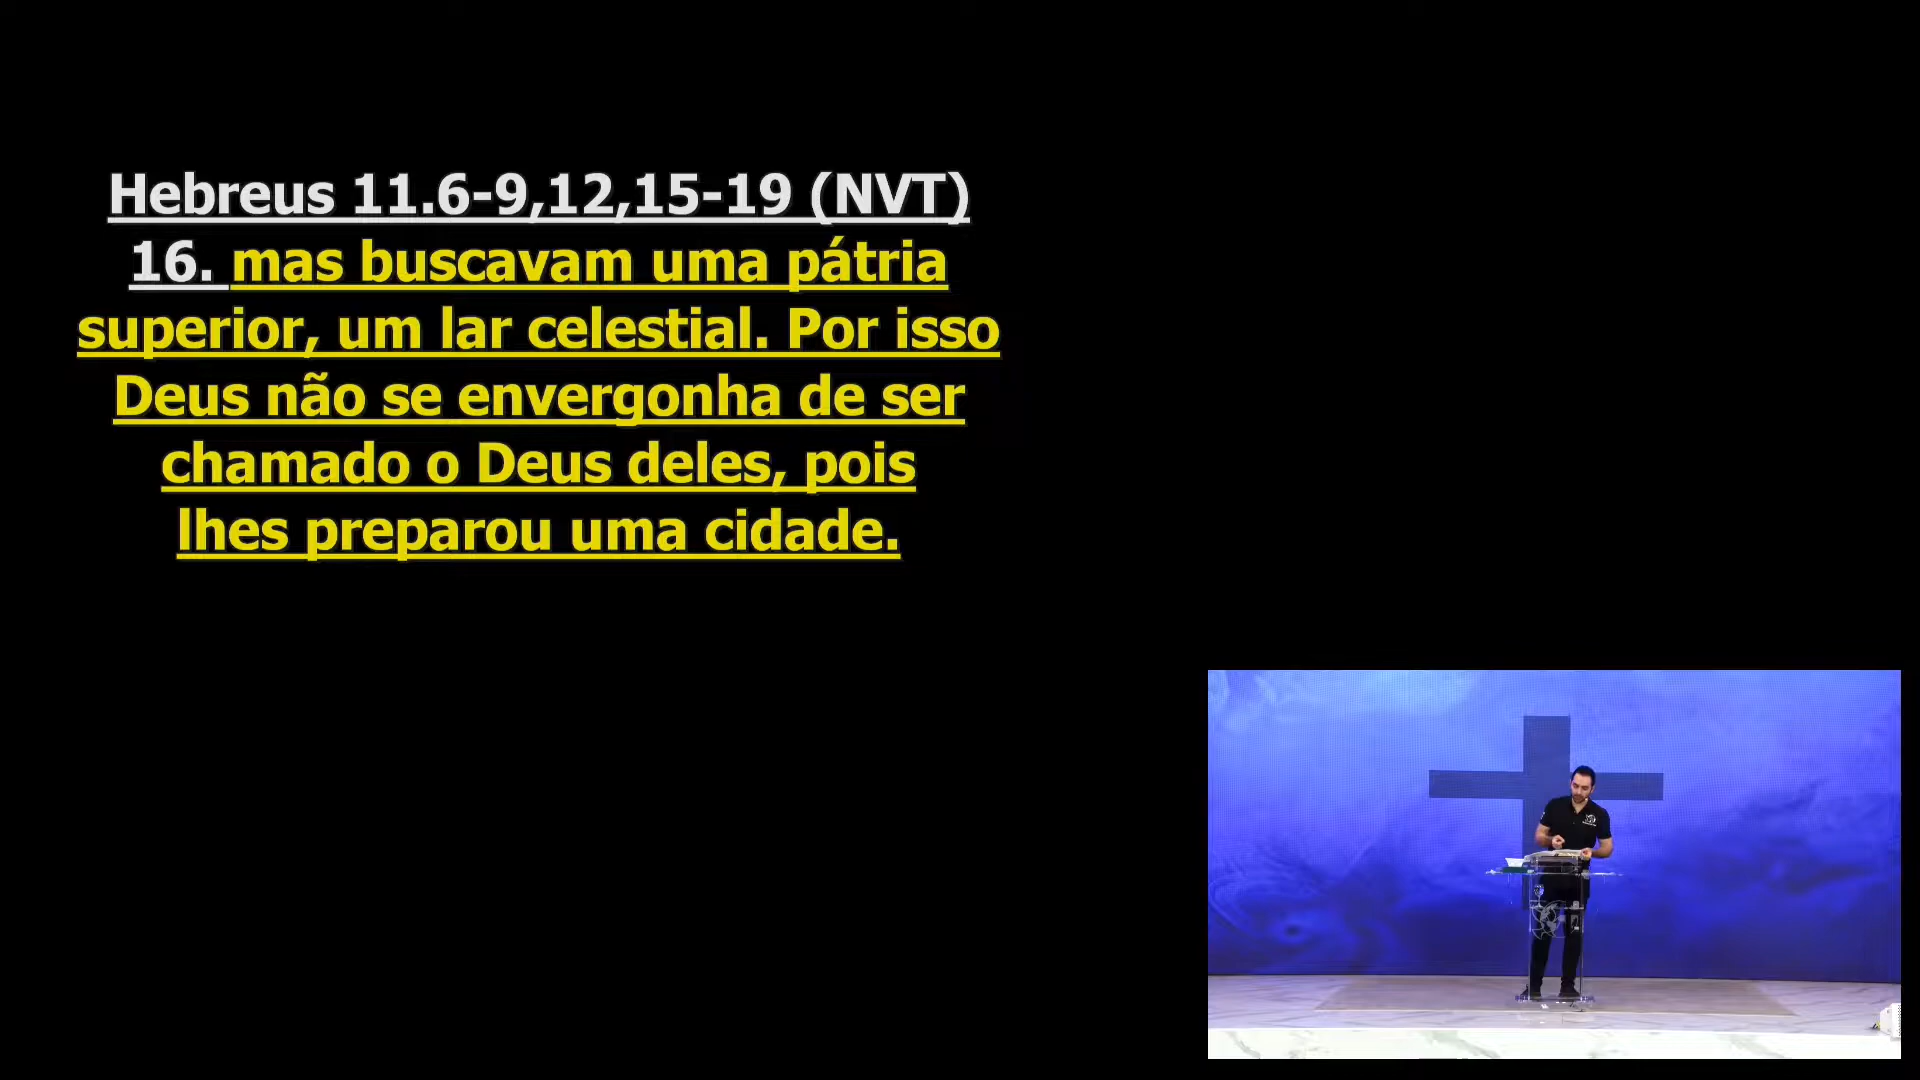 Hebreus 11.6-9,12,15-19 (NVT)
16. mas buscavam uma pátria
superior, um lar celestial. Por isso
Deus não se envergonha de ser
chamado o Deus deles, pois
lhes preparou uma cidade.